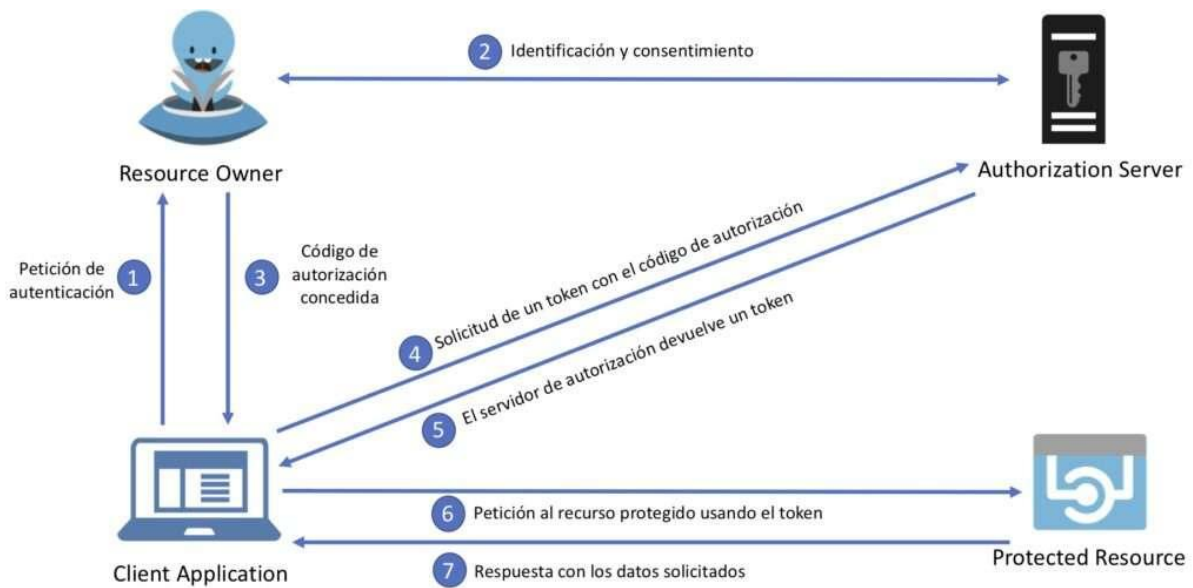 2 Identificación y consentimiento
Resource Owner
Authorization Server
Petición de
autenticación
1
3
Código de
autorización
concedida
4 Solicitud de un token con el código de autorización
5 El servidor de autorización devuelve un token
6 Petición al recurso protegido usando el token
7 Respuesta con los datos solicitados
Client Application
Protected Resource